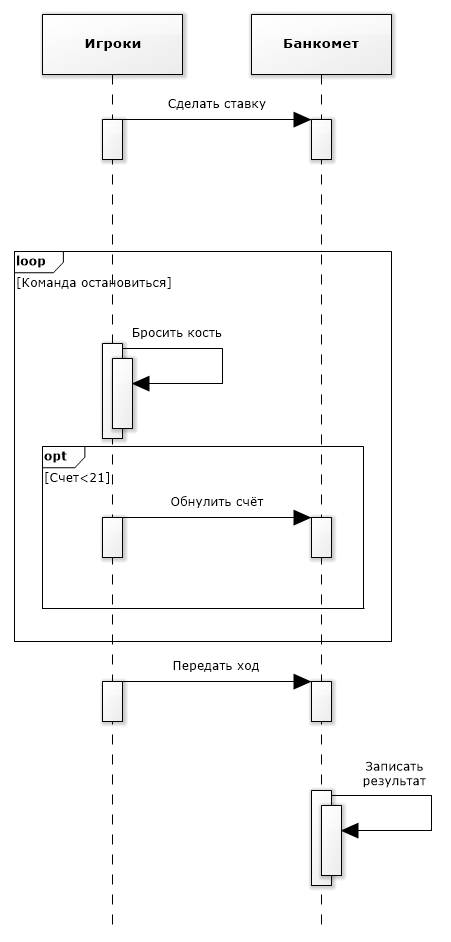 Игроки
Банкомет
Сделать ставку
loop
[Команда остановиться]
Бросить кость
opt
[Счет<21]
Обнулить счёт
Передать ход
Записать
результат